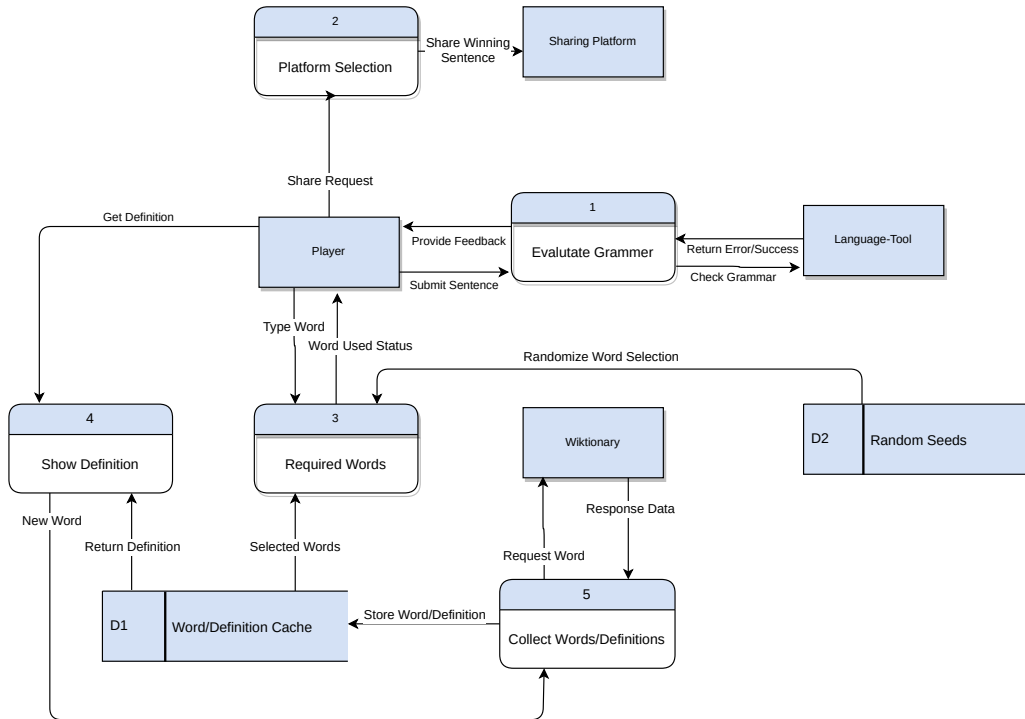 2
Platform Selection
Share Winning
Sentence
Sharing Platform
Share Request
Get Definition
Player
Provide Feedback
Submit Sentence
1
Evalutate Grammer
Return Error/Success
Check Grammar
Language-Tool
Type Word
Word Used Status
Randomize Word Selection
4
Show Definition
3
Required Words
Wiktionary
D2
Random Seeds
New Word
Return Definition
Selected Words
Request Word
Response Data
D1
Word/Definition Cache
Store Word/Definition
5
Collect Words/Definitions